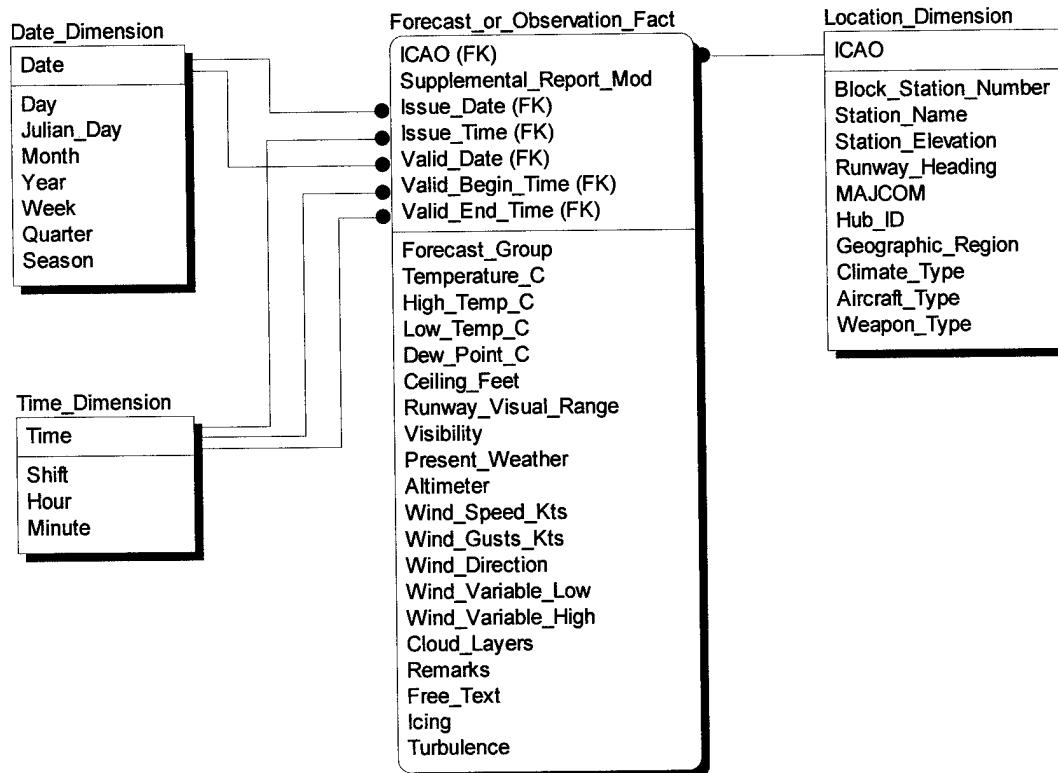 Date_Dimension
Date
Day
Julian_Day
Month
Year
Week
Quarter
Season
Time_Dimension
Time
Shift
Hour
Minute
Forecast_or_Observation_Fact
ICAO (FK)
Supplemental_Report_Mod
Issue_Date (FK)
Issue_Time (FK)
Valid_Date (FK)
Valid_Begin_Time (FK)
Valid_End_Time (FK)
Forecast_Group
Temperature_C
High_Temp_C
Low_Temp_C
Dew_Point_C
Ceiling_Feet
Runway_Visual_Range
Visibility
Present_Weather
Altimeter
Wind_Speed_Kts
Wind_Gusts_Kts
Wind_Direction
Wind_Variable_Low
Wind_Variable_High
Cloud_Layers
Remarks
Free_Text
Icing
Turbulence
Location_Dimension
ICAO
Block_Station_Number
Station_Name
Station_Elevation
Runway_Heading
MAJCOM
Hub_ID
Geographic_Region
Climate_Type
Aircraft_Type
Weapon_Type